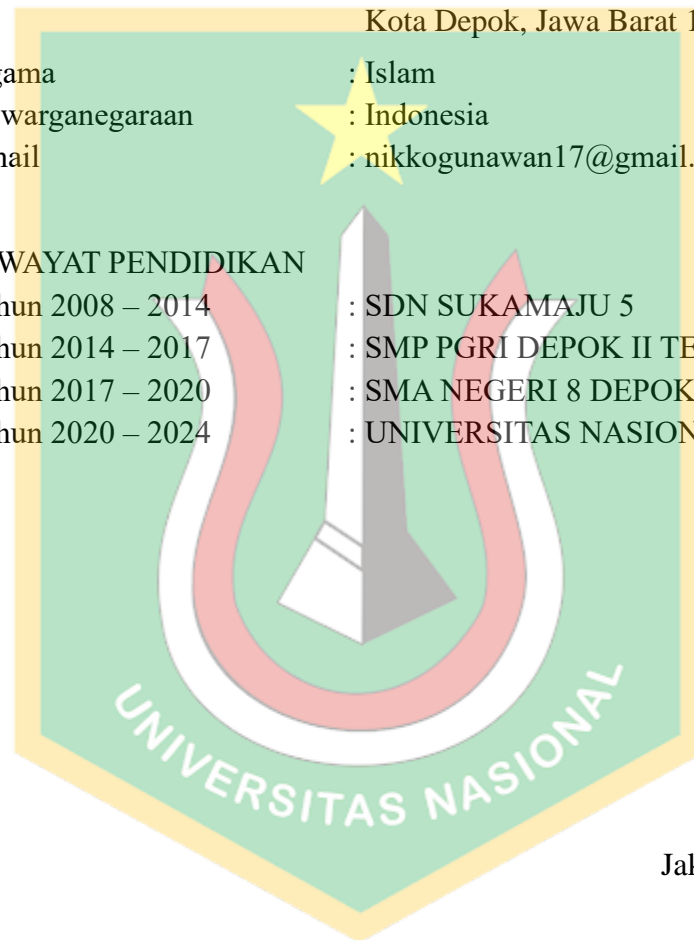 Kota Depok, Jawa Barat 1
gama : Islam
warganegaraan : Indonesia
nail : nikkogunawan17@gmail.
WAYAT PENDIDIKAN
hun 2008 – 2014 : SDN SUKAMAJU 5
hun 2014 – 2017 : SMP PGRI DEPOK II TE
hun 2017 – 2020 : SMA NEGERI 8 DEPOK
hun 2020 – 2024 : UNIVERSITAS NASION
UNIVERSITAS NASIONAL
Jak